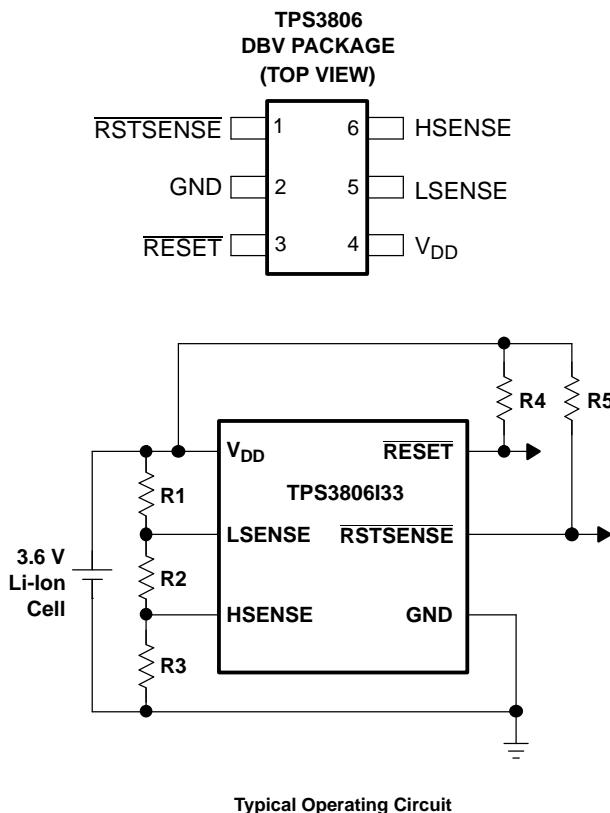 TPS3806
DBV PACKAGE
(TOP VIEW)
RSTSENSE 1 6 HSENSE
GND 2 5 LSENSE
RESET 3 4 VDD
R4 R5
VDD RESET
R1 TPS3806I33
LSENSE RSTSENSE
3.6 V
Li-Ion
Cell
R2
HSENSE GND
R3
Typical Operating Circuit